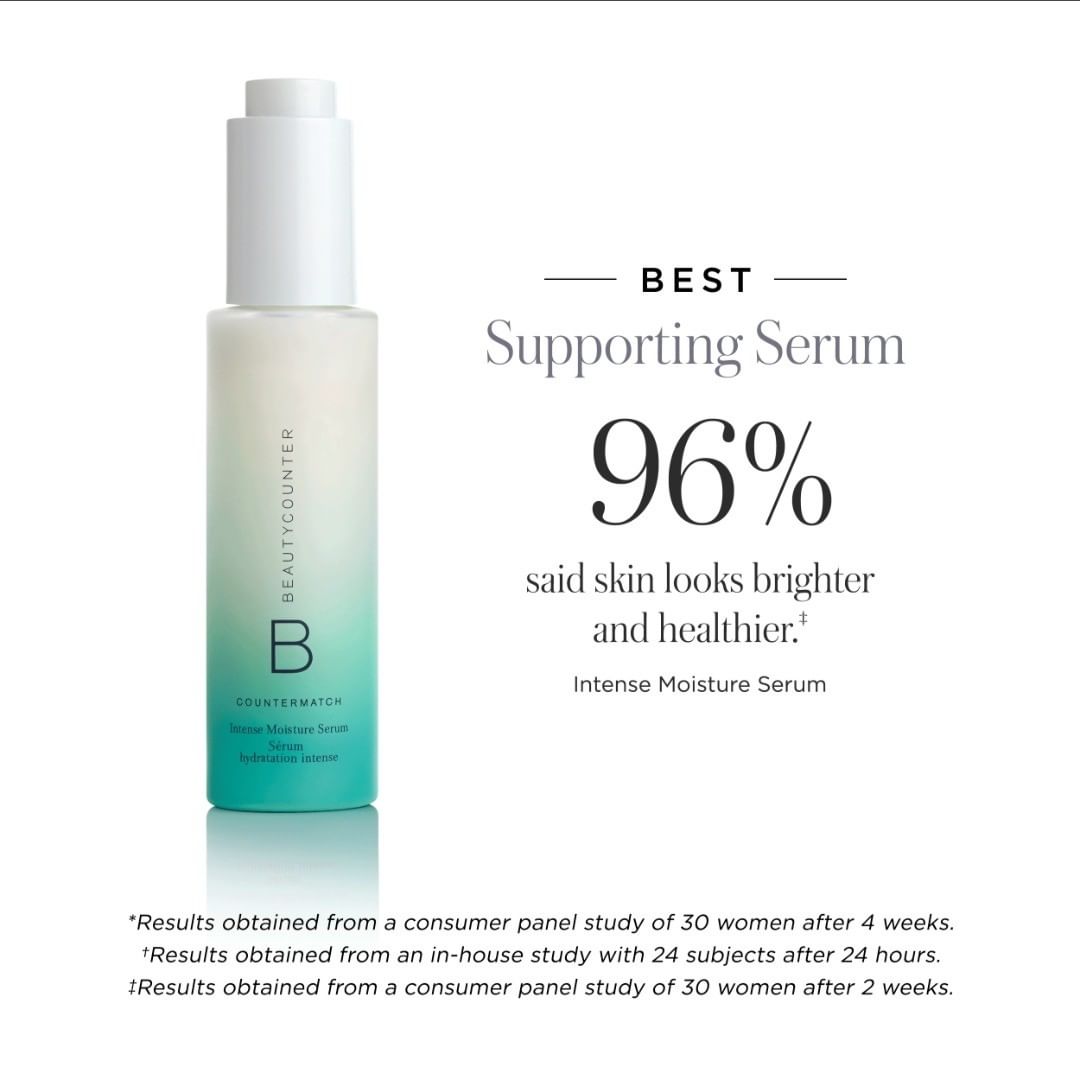 BEAUTYCOUNTER
B
COUNTERMATCH
Intense Moisture Serum
Sérum
hydratation intense
BEST
Supporting Serum
96%
said skin looks brighter
and healthier.‡
Intense Moisture Serum
*Results obtained from a consumer panel study of 30 women after 4 weeks.
†Results obtained from an in-house study with 24 subjects after 24 hours.
‡Results obtained from a consumer panel study of 30 women after 2 weeks.